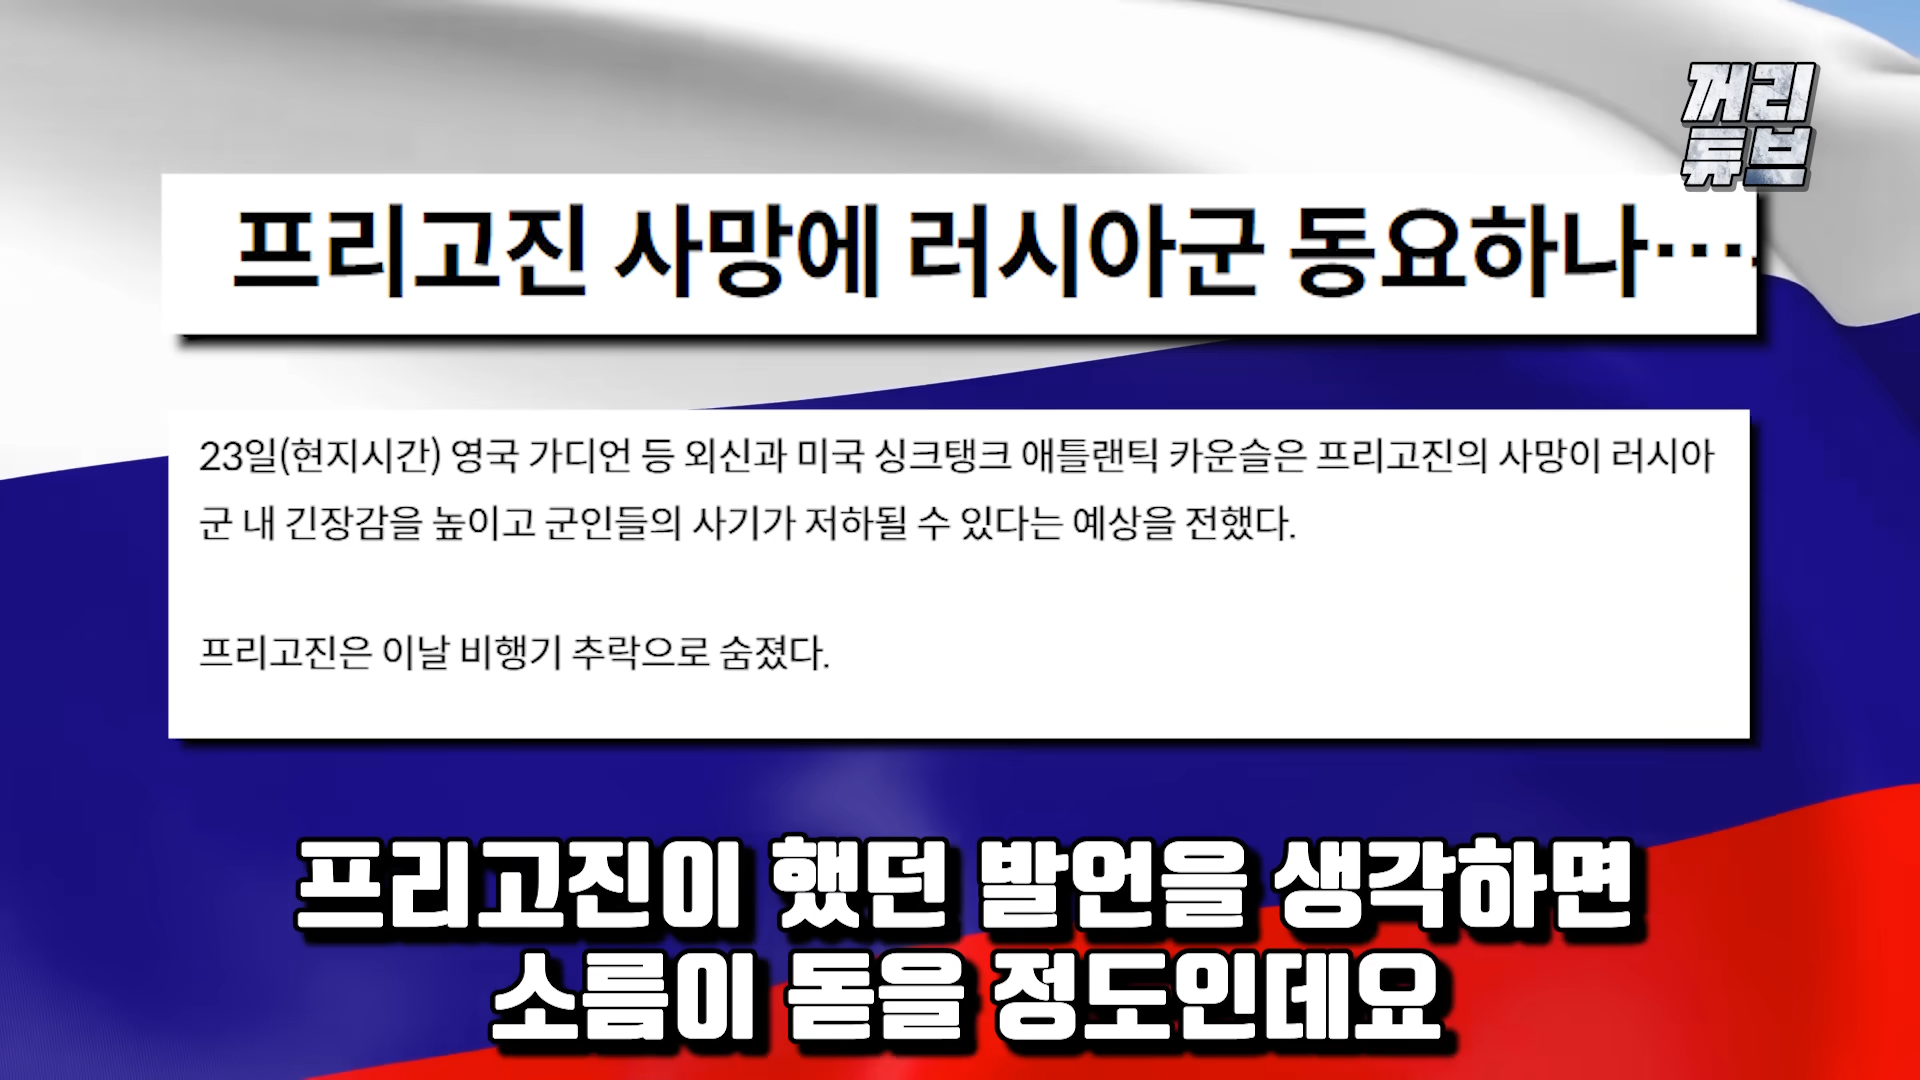 꺼리
튜브
프리고진 사망에 러시아군 동요하나…
23일(현지시간) 영국 가디언 등 외신과 미국 싱크탱크 애틀랜틱 카운슬은 프리고진의 사망이 러시아
군 내 긴장감을 높이고 군인들의 사기가 저하될 수 있다는 예상을 전했다.
프리고진은 이날 비행기 추락으로 숨졌다.
프리고진이 했던 발언을 생각하면
소름이 돋을 정도인데요